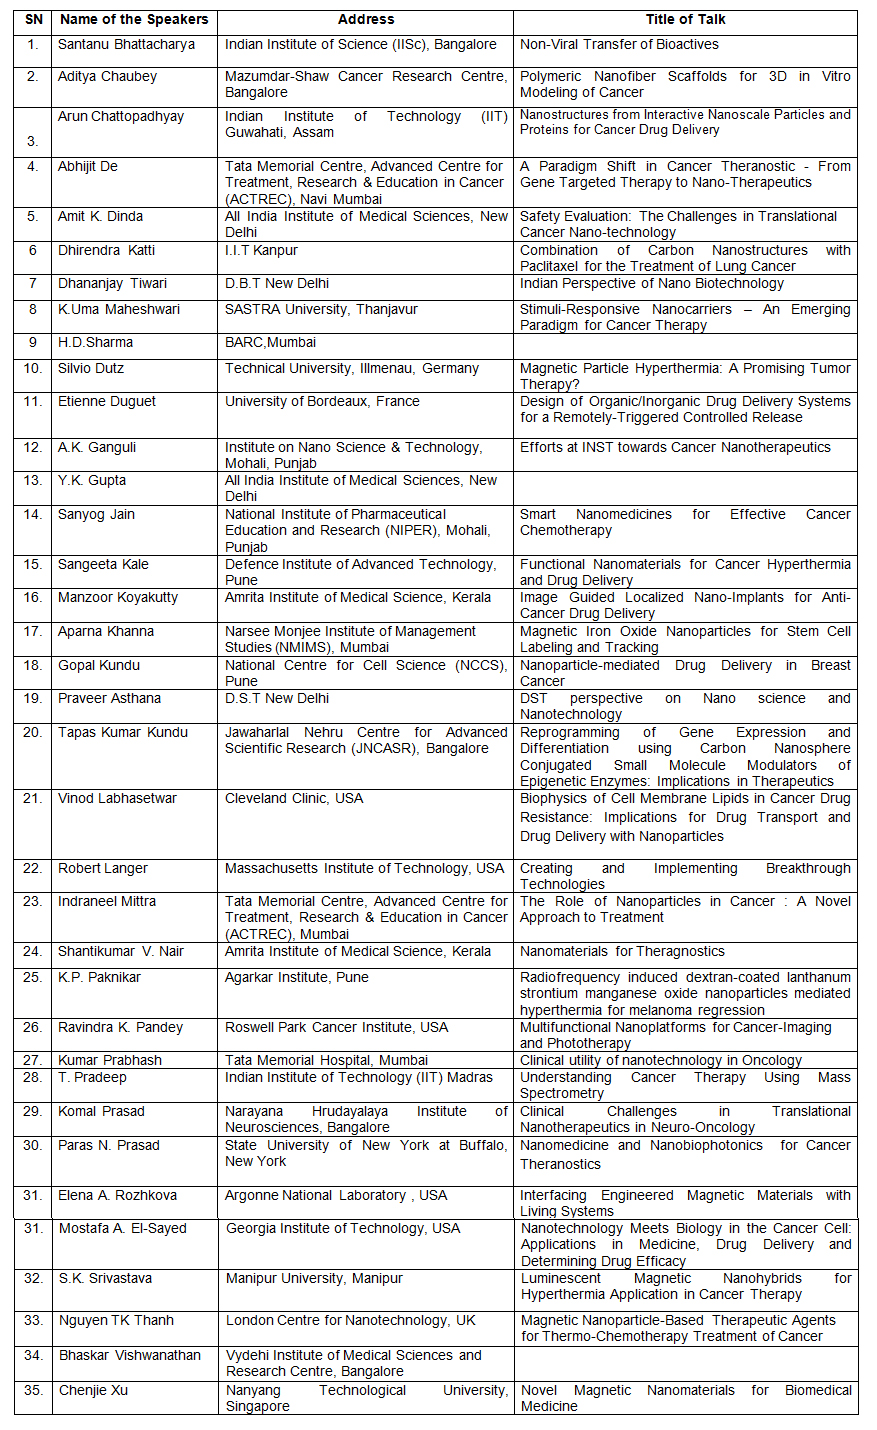 SN Name of the Speakers Address Title of Talk
1. Santanu Bhattacharya Indian Institute of Science (IISc), Bangalore Non-Viral Transfer of Bioactives
2. Aditya Chaubey Mazumdar-Shaw Cancer Research Centre, Polymeric Nanofiber Scaffolds for 3D in Vitro
Bangalore Modeling of Cancer
Arun Chattopadhyay Indian Institute of Technology (IIT) Nanostructures from Interactive Nanoscale Particles and
3. Guwahati, Assam Proteins for Cancer Drug Delivery
4. Abhijit De Tata Memorial Centre, Advanced Centre for A Paradigm Shift in Cancer Theranostic - From
Treatment, Research & Education in Cancer Gene Targeted Therapy to Nano-Therapeutics
(ACTREC), Navi Mumbai
5. Amit K. Dinda All India Institute of Medical Sciences, New Safety Evaluation: The Challenges in Translational
Delhi Cancer Nano-technology
6 Dhirendra Katti I.I.T Kanpur Combination of Carbon Nanostructures with
Paclitaxel for the Treatment of Lung Cancer
7 Dhananjay Tiwari D.B.T New Delhi Indian Perspective of Nano Biotechnology
8 K.Uma Maheshwari SASTRA University, Thanjavur Stimuli-Responsive Nanocarriers – An Emerging
Paradigm for Cancer Therapy
9 H.D.Sharma BARC,Mumbai
10. Silvio Dutz Technical University, Illmenau, Germany Magnetic Particle Hyperthermia: A Promising Tumor
Therapy?
11. Etienne Duguet University of Bordeaux, France Design of Organic/Inorganic Drug Delivery Systems
for a Remotely-Triggered Controlled Release
12. A.K. Ganguli Institute on Nano Science & Technology, Efforts at INST towards Cancer Nanotherapeutics
Mohali, Punjab
13. Y.K. Gupta All India Institute of Medical Sciences, New
Delhi
14. Sanyog Jain National Institute of Pharmaceutical Smart Nanomedicines for Effective Cancer
Education and Research (NIPER), Mohali, Chemotherapy
Punjab
15. Sangeeta Kale Defence Institute of Advanced Technology, Functional Nanomaterials for Cancer Hyperthermia
Pune and Drug Delivery
16. Manzoor Koyakutty Amrita Institute of Medical Science, Kerala Image Guided Localized Nano-Implants for Anti-
Cancer Drug Delivery
17. Aparna Khanna Narsee Monjee Institute of Management Magnetic Iron Oxide Nanoparticles for Stem Cell
Studies (NMIMS), Mumbai Labeling and Tracking
18. Gopal Kundu National Centre for Cell Science (NCCS), Nanoparticle-mediated Drug Delivery in Breast
Pune Cancer
19. Praveer Asthana D.S.T New Delhi DST perspective on Nano science and
Nanotechnology
20. Tapas Kumar Kundu Jawaharlal Nehru Centre for Advanced Reprogramming of Gene Expression and
Scientific Research (JNCASR), Bangalore Differentiation using Carbon Nanosphere
Conjugated Small Molecule Modulators of
Epigenetic Enzymes: Implications in Therapeutics
21. Vinod Labhasetwar Cleveland Clinic, USA Biophysics of Cell Membrane Lipids in Cancer Drug
Resistance: Implications for Drug Transport and
Drug Delivery with Nanoparticles
22. Robert Langer Massachusetts Institute of Technology, USA Creating and Implementing Breakthrough
Technologies
23. Indraneel Mittra Tata Memorial Centre, Advanced Centre for The Role of Nanoparticles in Cancer : A Novel
Treatment, Research & Education in Cancer Approach to Treatment
(ACTREC), Mumbai
24. Shantikumar V. Nair Amrita Institute of Medical Science, Kerala Nanomaterials for Theragnostics
25. K.P. Paknikar Agarkar Institute, Pune Radiofrequency induced dextran-coated lanthanum
strontium manganese oxide nanoparticles mediated
hyperthermia for melanoma regression
26. Ravindra K. Pandey Roswell Park Cancer Institute, USA Multifunctional Nanoplatforms for Cancer-Imaging
and Phototherapy
27. Kumar Prabhash Tata Memorial Hospital, Mumbai Clinical utility of nanotechnology in Oncology
28. T. Pradeep Indian Institute of Technology (IIT) Madras Understanding Cancer Therapy Using Mass
Spectrometry
29. Komal Prasad Narayana Hrudayalaya Institute of Clinical Challenges in Translational
Neurosciences, Bangalore Nanotherapeutics in Neuro-Oncology
30. Paras N. Prasad State University of New York at Buffalo, Nanomedicine and Nanobiophotonics for Cancer
New York Theranostics
31. Elena A. Rozhkova Argonne National Laboratory , USA Interfacing Engineered Magnetic Materials with
Living Systems
31. Mostafa A. El-Sayed Georgia Institute of Technology, USA Nanotechnology Meets Biology in the Cancer Cell:
Applications in Medicine, Drug Delivery and
Determining Drug Efficacy
32. S.K. Srivastava Manipur University, Manipur Luminescent Magnetic Nanohybrids for
Hyperthermia Application in Cancer Therapy
33. Nguyen TK Thanh London Centre for Nanotechnology, UK Magnetic Nanoparticle-Based Therapeutic Agents
for Thermo-Chemotherapy Treatment of Cancer
34. Bhaskar Vishwanathan Vydehi Institute of Medical Sciences and
Research Centre, Bangalore
35. Chenjie Xu Nanyang Technological University, Novel Magnetic Nanomaterials for Biomedical
Singapore Medicine